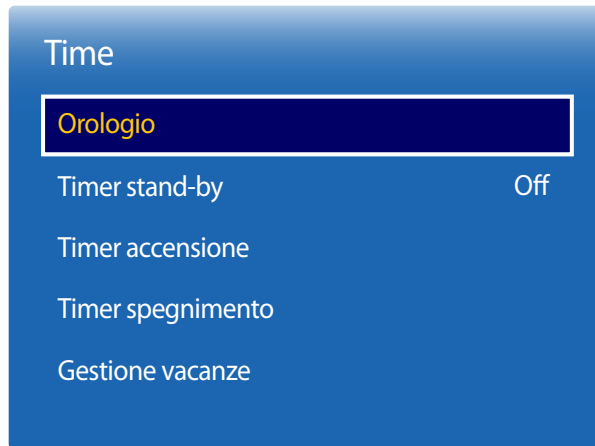 Time
Orologio
Timer stand-by Off
Timer accensione
Timer spegnimento
Gestione vacanze